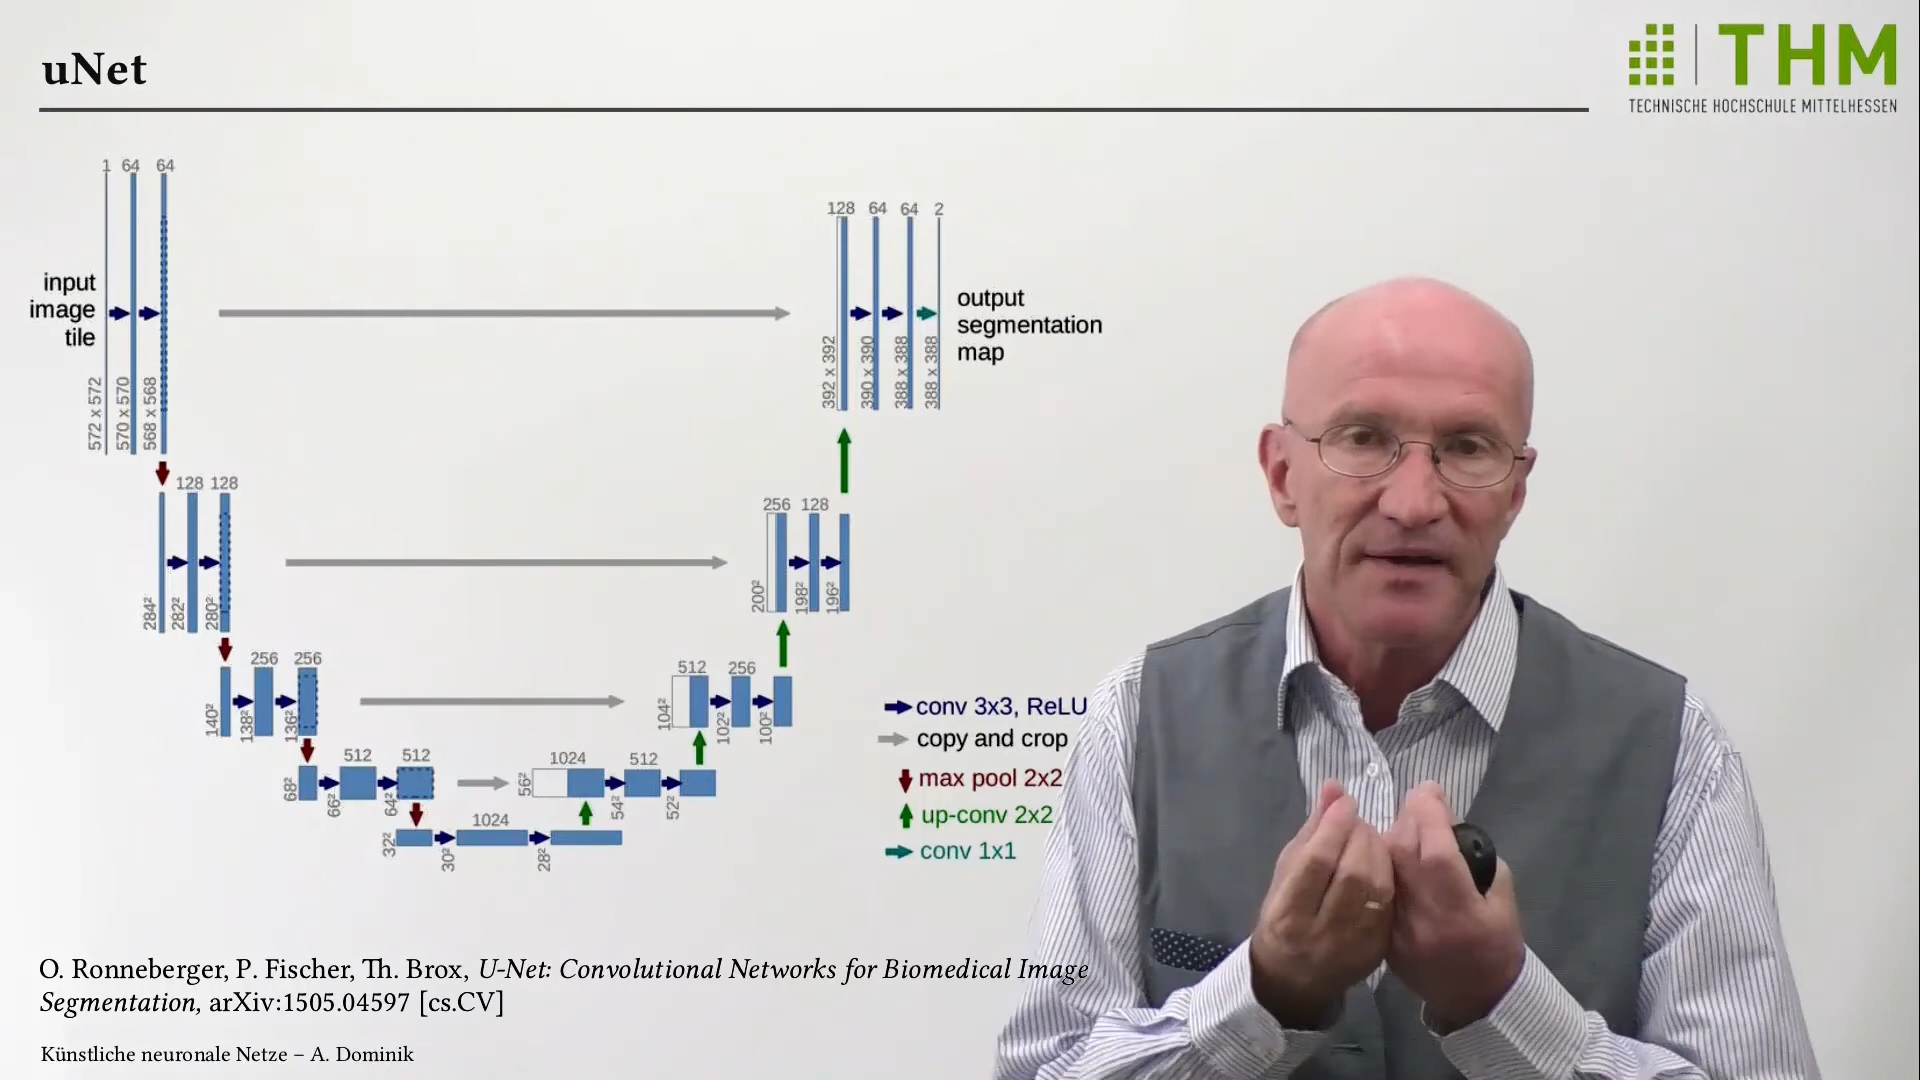 uNet
THM
TECHNISCHE HOCHSCHULE MITTELHESSEN
1 64 64
input
image
tile
572 x 572
570 x 570
568 x 568
128 64 64 2
output
segmentation
map
392 x 392
390 x 390
388 x 388
388 x 388
128 128
284²
282²
280²
256 128
200²
198²
196²
256 256
140²
138²
136²
512 256
104²
102²
100²
512 512
68²
66²
64²
1024 512
56²
54²
52²
1024
32²
30²
28²
conv 3x3, ReLU
copy and crop
max pool 2x2
up-conv 2x2
conv 1x1
O. Ronneberger, P. Fischer, Th. Brox, U-Net: Convolutional Networks for Biomedical Image
Segmentation, arXiv:1505.04597 [cs.CV]
Künstliche neuronale Netze – A. Dominik